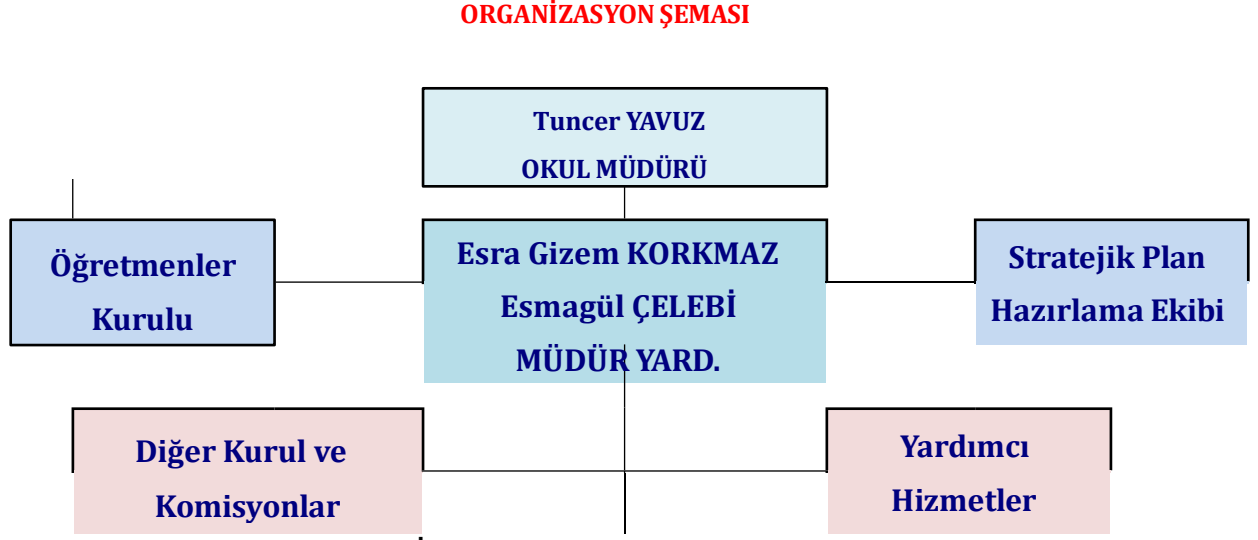 ORGANİZASYON ŞEMASI
Tuncer YAVUZ
OKUL MÜDÜRÜ
Öğretmenler
Kurulu
Esra Gizem KORKMAZ
Esmagül ÇELEBİ
MÜDÜR YARD.
Stratejik Plan
Hazırlama Ekibi
Diğer Kurul ve
Komisyonlar
Yardımcı
Hizmetler